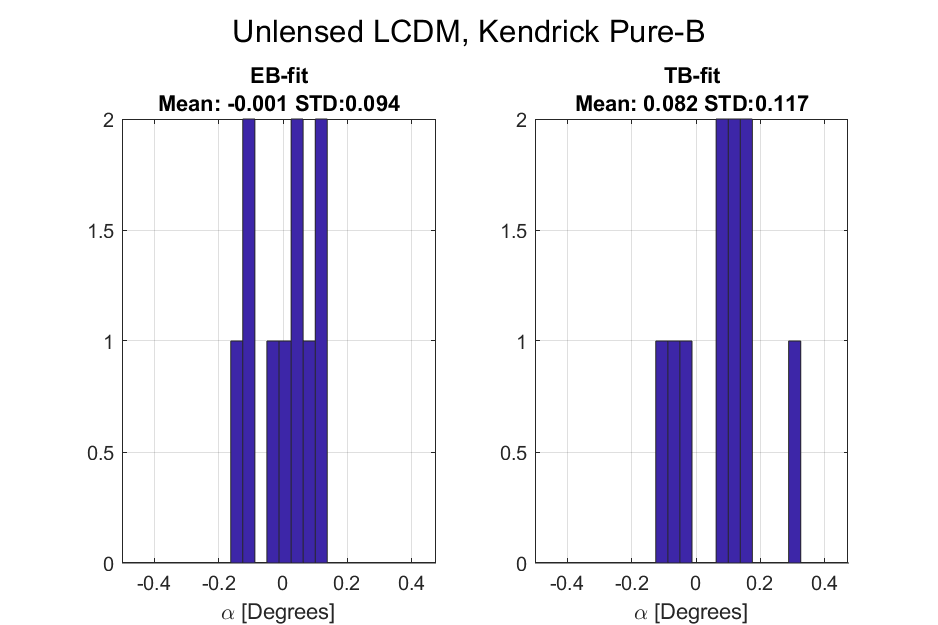 Unlensed LCDM, Kendrick Pure-B
EB-fit
Mean: -0.001 STD:0.094
2
1.5
1
0.5
0
-0.4 -0.2 0 0.2 0.4
α [Degrees]
TB-fit
Mean: 0.082 STD:0.117
2
1.5
1
0.5
0
-0.4 -0.2 0 0.2 0.4
α [Degrees]